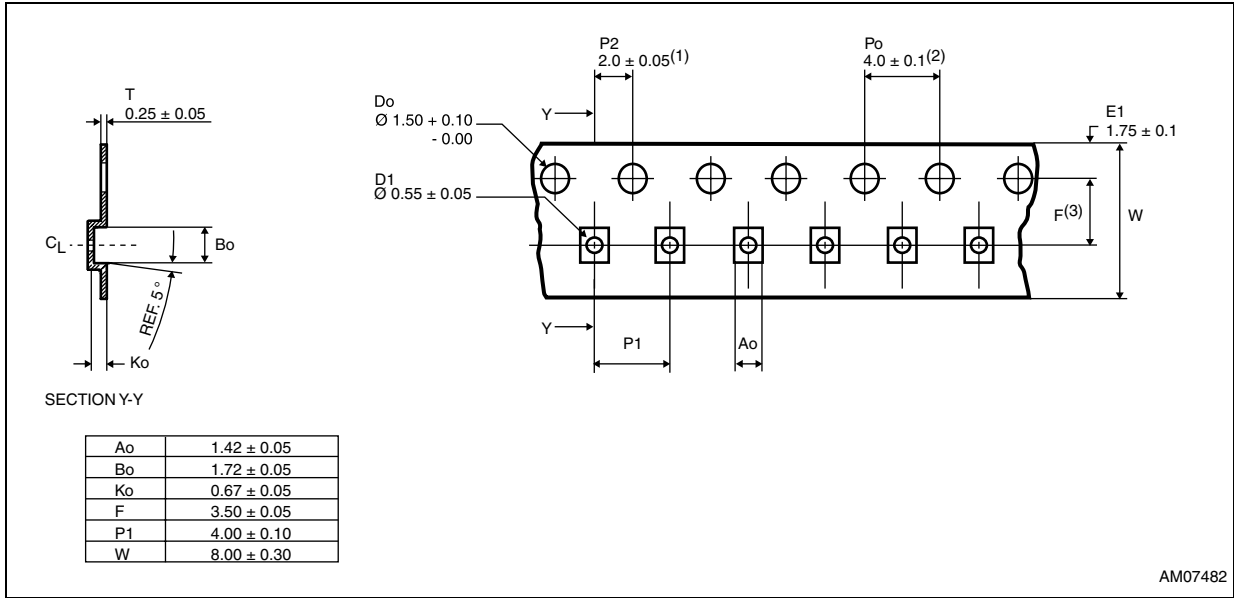 P2
2.0 ± 0.05(1)
Po
4.0 ± 0.1(2)
T
0.25 ± 0.05
Do
Ø 1.50 + 0.10
- 0.00
Y
E1
1.75 ± 0.1
D1
Ø 0.55 ± 0.05
F(3)
W
CL
Bo
REF. 5°
Ko
Y
P1
Ao
SECTION Y-Y
Ao 1.42 ± 0.05
Bo 1.72 ± 0.05
Ko 0.67 ± 0.05
F 3.50 ± 0.05
P1 4.00 ± 0.10
W 8.00 ± 0.30
AM07482